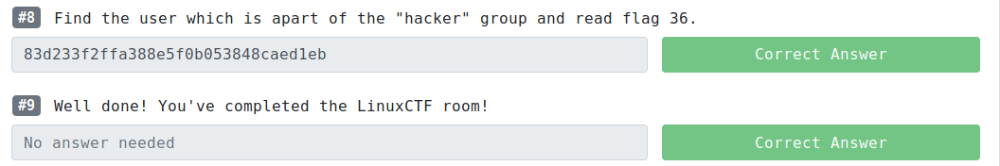 #8 Find the user which is apart of the "hacker" group and read flag 36.
83d233f2ffa388e5f0b053848caed1eb Correct Answer
#9 Well done! You've completed the LinuxCTF room!
No answer needed Correct Answer